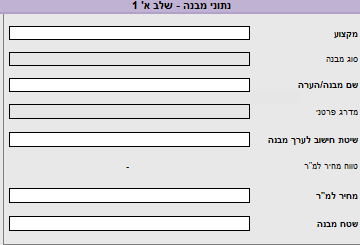 נתוני מבנה - שלב א' 1
מקצוע
סוג מבנה
שם מבנה/הערה
מדרג פרטני
שיטת חישוב לערך מבנה
טווח מחיר למ"ר
-
מחיר למ"ר
שטח מבנה